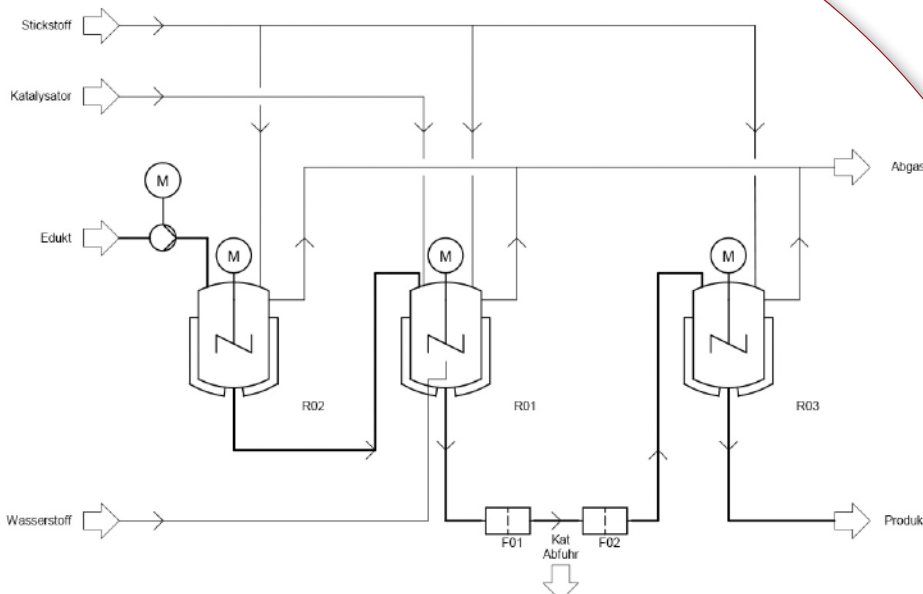 Stickstoff
Katalysator
Abgas
M
Edukt
M
M
M
R02
R01
R03
Wasserstoff
Produk
F01
Kat
F02
Abfuhr